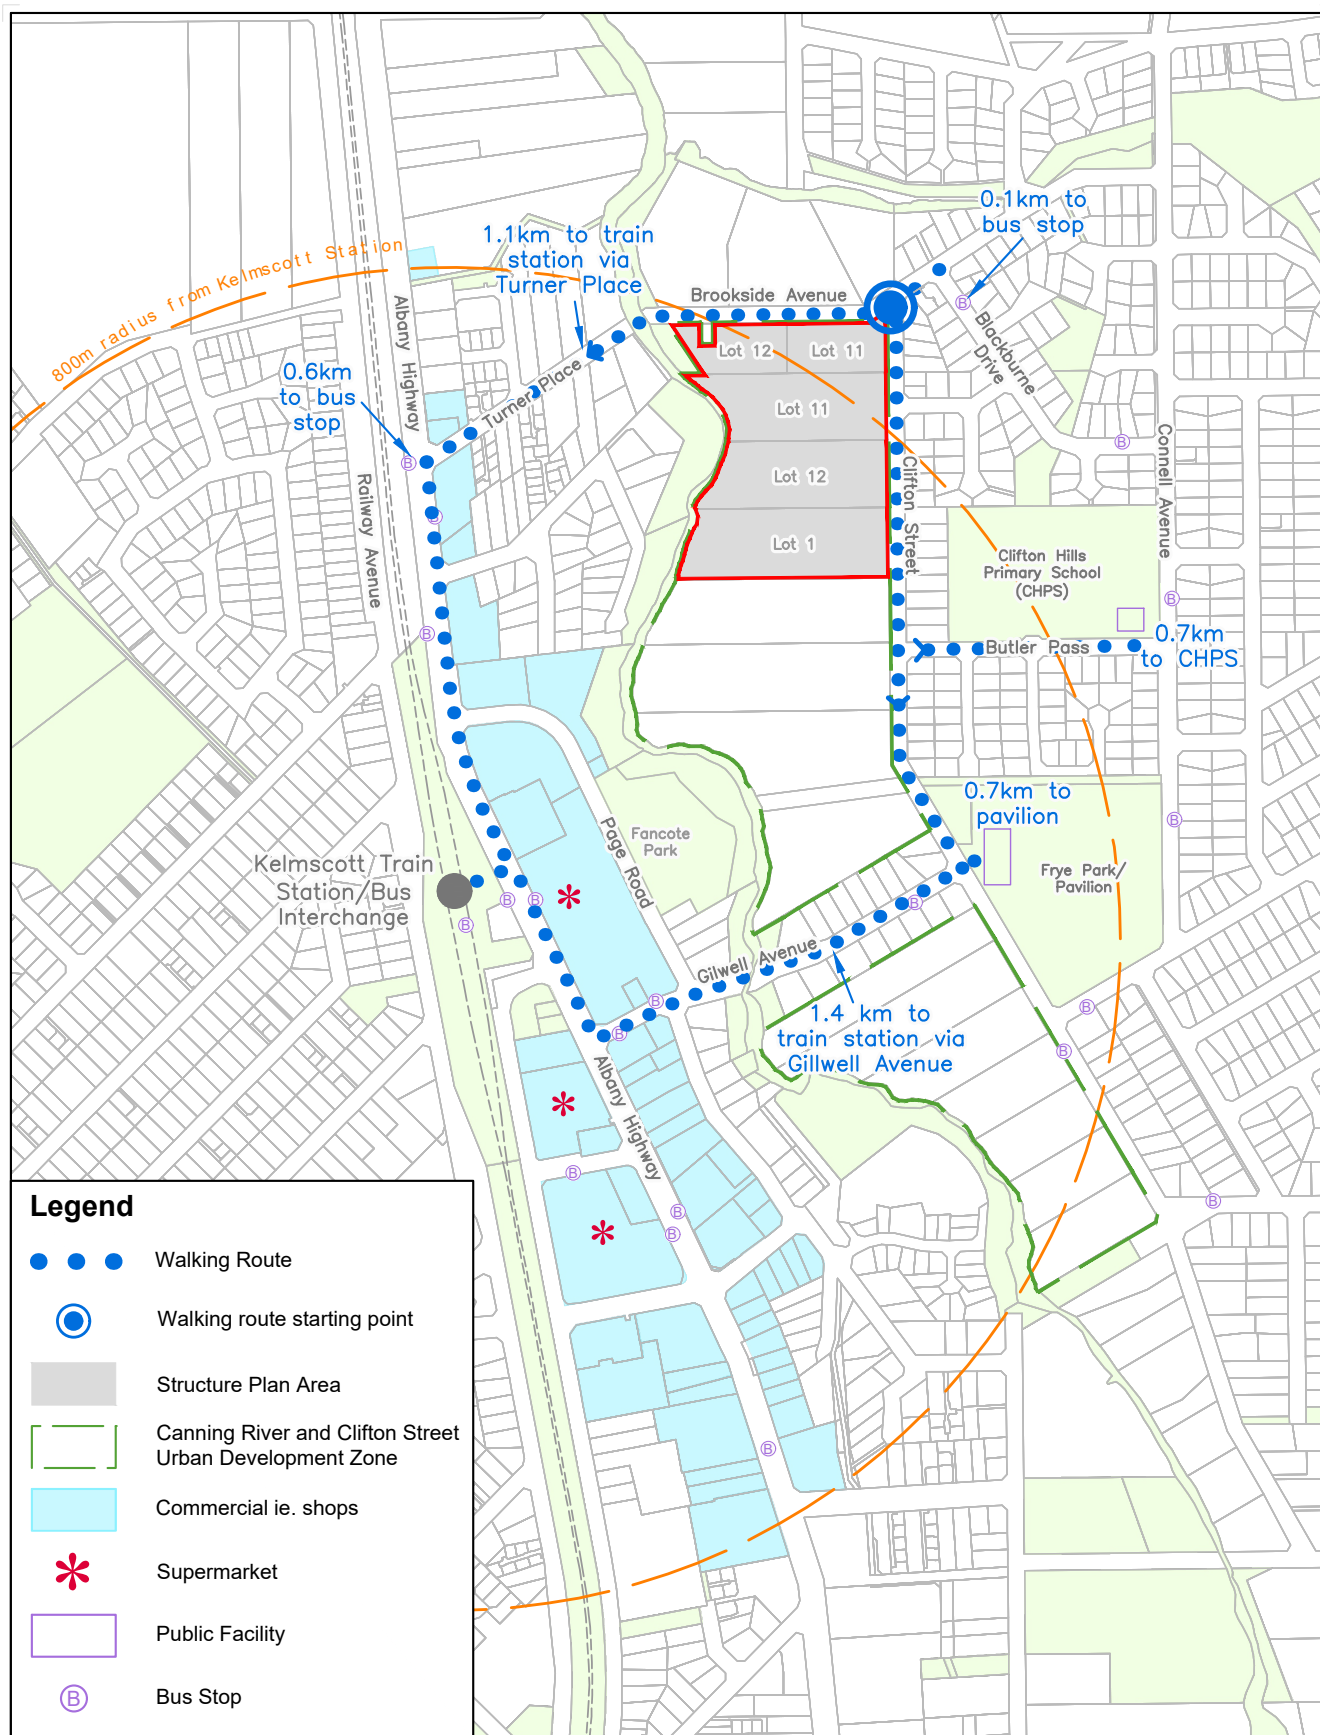 0.1km to
bus stop
1.1km to train
station via
Turner Place
800m radius from Kelmscott Station
Brookside Avenue
Albany Highway
Blackburne
Drive
Lot 12
Lot 11
0.6km
to bus
stop
Turner Place
Lot 11
B
B
B
Connell Avenue
Clifton Street
Railway Avenue
Lot 12
B
Lot 1
Clifton Hills
Primary School
(CHPS)
B
B
0.7km
to CHPS
Butler Pass
0.7km to
pavilion
B
Page Road
Fancote
Park
Kelmscott Train
Station/Bus
Interchange
Frye Park/
Pavilion
B
B
B
B
Gilwell Avenue
B
B
B
1.4 km to
train station via
Gillwell Avenue
B
B
Albany Highway
B
B
B
B
B
Legend
Walking Route
Walking route starting point
Structure Plan Area
Canning River and Clifton Street
Urban Development Zone
Commercial ie. shops
Supermarket
Public Facility
B
Bus Stop